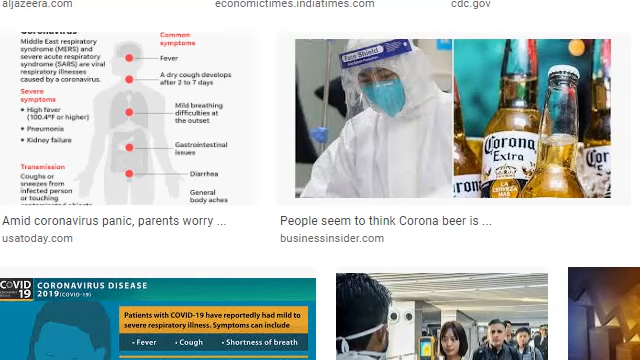 aljazeera.com
economictimes.indiatimes.com
cdc.gov
Coronavirus
Middle East respiratory
syndrome (MERS) and
severe acute respiratory
syndrome (SARS) are viral
respiratory illnesses
caused by a coronavirus.
Severe
symptoms
• High fever
(100.4°F or higher)
• Pneumonia
• Kidney failure
Transmission
Coughs or
sneezes from
infected person
or touching
contaminated objects
Common
symptoms
Fever
A dry cough develops
after 2 to 7 days
Mild breathing
difficulties at
the outset
Gastrointestinal
issues
Diarrhea
General
body aches
Face Shield
Corona
Extra
LA
CERVEZA
MAS
Corona
Extra
Amid coronavirus panic, parents worry ...
usatoday.com
People seem to think Corona beer is ...
businessinsider.com
COVID
19
CORONAVIRUS DISEASE
2019 (COVID-19)
Patients with COVID-19 have reportedly had mild to
severe respiratory illness. Symptoms can include
• Fever • Cough • Shortness of breath